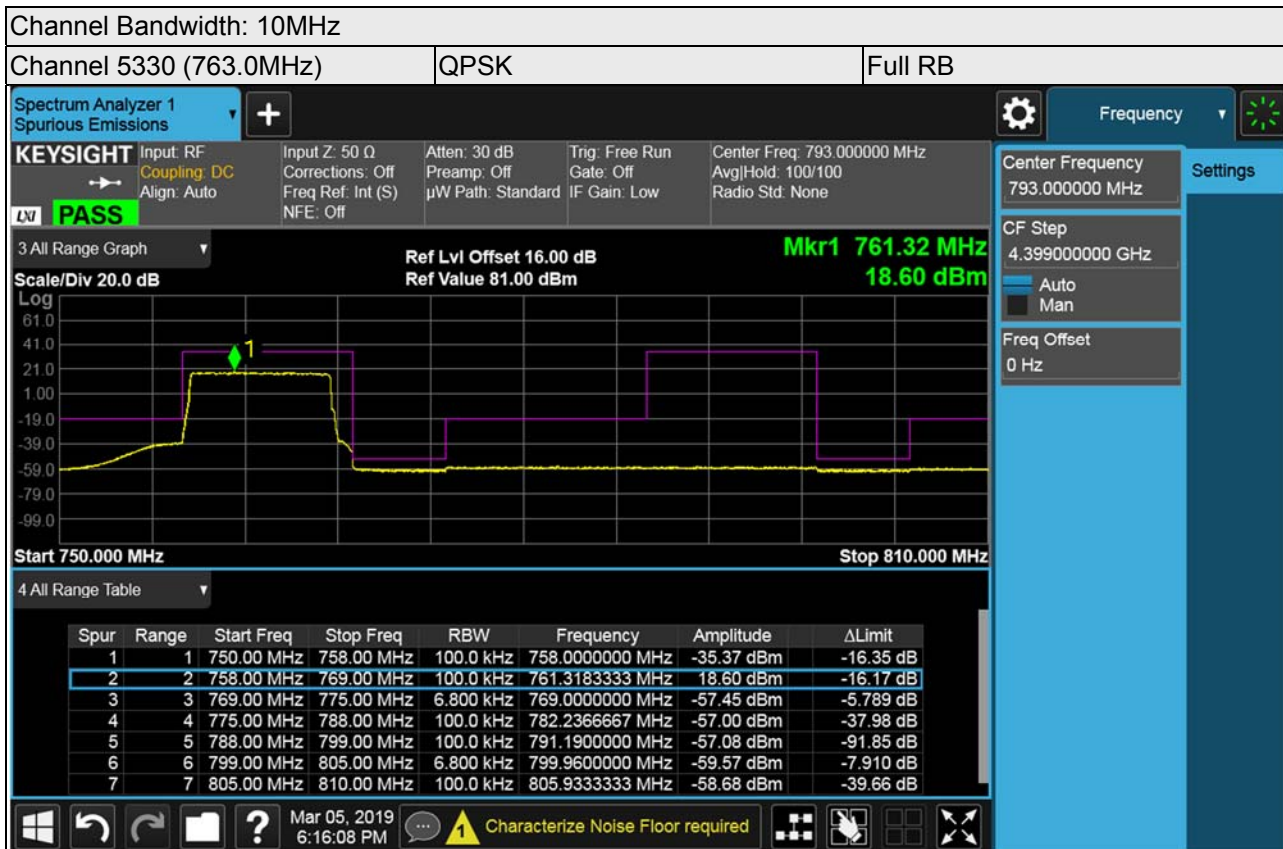 Channel Bandwidth: 10MHz
Channel 5330 (763.0MHz) QPSK Full RB
Spectrum Analyzer 1
Spurious Emissions
+
Frequency
KEYSIGHT
LXI PASS
Input: RF
Coupling: DC
Align: Auto
Input Z: 50 Ω
Corrections: Off
Freq Ref: Int (S)
NFE: Off
Atten: 30 dB
Preamp: Off
µW Path: Standard
Trig: Free Run
Gate: Off
IF Gain: Low
Center Freq: 793.000000 MHz
Avg|Hold: 100/100
Radio Std: None
Center Frequency
793.000000 MHz
Settings
CF Step
4.399000000 GHz
Auto
Man
Freq Offset
0 Hz
3 All Range Graph
Scale/Div 20.0 dB
Ref Lvl Offset 16.00 dB
Ref Value 81.00 dBm
Mkr1 761.32 MHz
18.60 dBm
Log
61.0
41.0
21.0
1.00
-19.0
-39.0
-59.0
-79.0
-99.0
1
Start 750.000 MHz Stop 810.000 MHz
4 All Range Table
Spur Range Start Freq Stop Freq RBW Frequency Amplitude ΔLimit
1 1 750.00 MHz 758.00 MHz 100.0 kHz 758.0000000 MHz -35.37 dBm -16.35 dB
2 2 758.00 MHz 769.00 MHz 100.0 kHz 761.3183333 MHz 18.60 dBm -16.17 dB
3 3 769.00 MHz 775.00 MHz 6.800 kHz 769.0000000 MHz -57.45 dBm -5.789 dB
4 4 775.00 MHz 788.00 MHz 100.0 kHz 782.2366667 MHz -57.00 dBm -37.98 dB
5 5 788.00 MHz 799.00 MHz 100.0 kHz 791.1900000 MHz -57.08 dBm -91.85 dB
6 6 799.00 MHz 805.00 MHz 6.800 kHz 799.9600000 MHz -59.57 dBm -7.910 dB
7 7 805.00 MHz 810.00 MHz 100.0 kHz 805.9333333 MHz -58.68 dBm -39.66 dB
?
Mar 05, 2019
6:16:08 PM
1
Characterize Noise Floor required